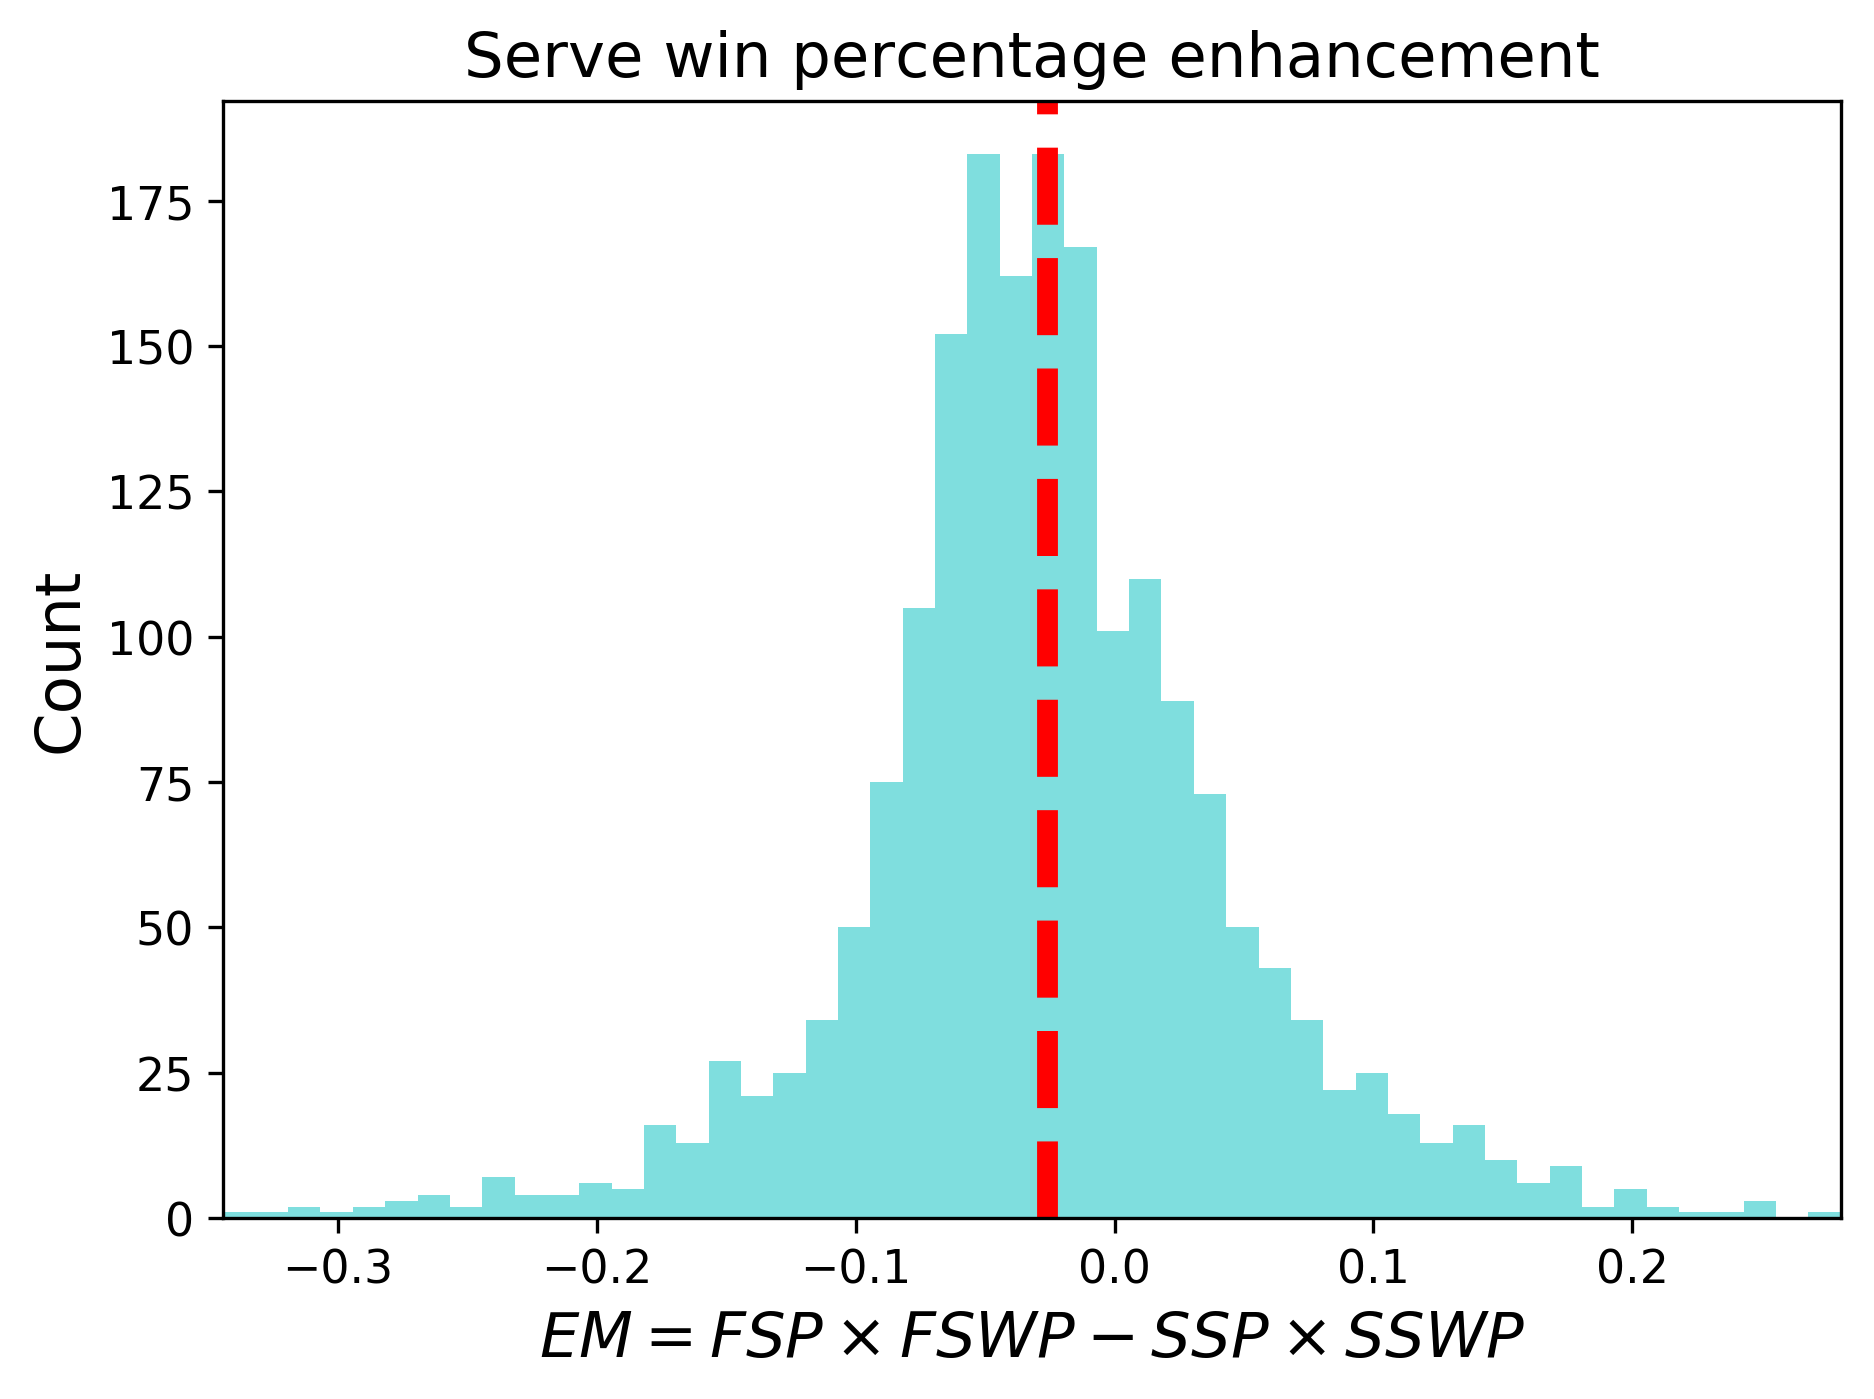 Serve win percentage enhancement
Count
175
150
125
100
75
50
25
0
−0.3 −0.2 −0.1 0.0 0.1 0.2
EM = FSP × FSWP − SSP × SSWP